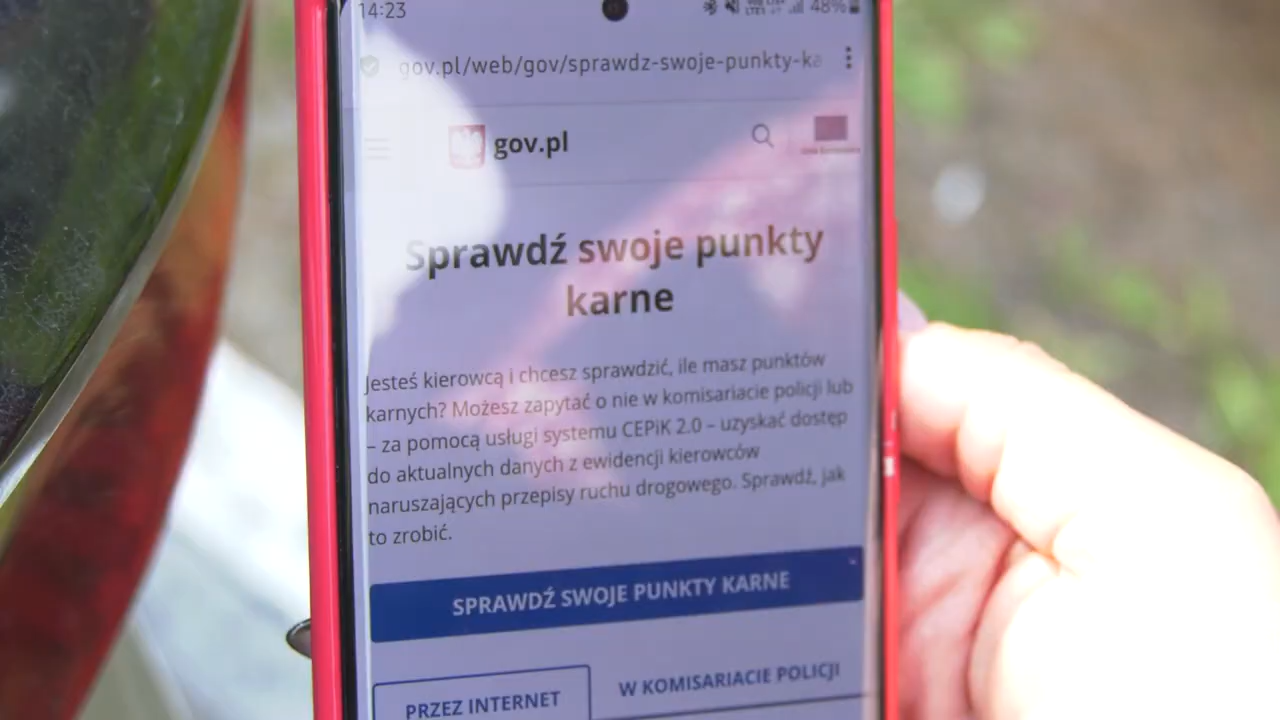 14:23
48%
gov.pl/web/gov/sprawdz-swoje-punkty-ka
gov.pl
Sprawdź swoje punkty
karne
Jesteś kierowcą i chcesz sprawdzić, ile masz punktów
karnych? Możesz zapytać o nie w komisariacie policji lub
– za pomocą usługi systemu CEPiK 2.0 – uzyskać dostęp
do aktualnych danych z ewidencji kierowców
naruszających przepisy ruchu drogowego. Sprawdź, jak
to zrobić.
SPRAWDŹ SWOJE PUNKTY KARNE
PRZEZ INTERNET
W KOMISARIACIE POLICJI